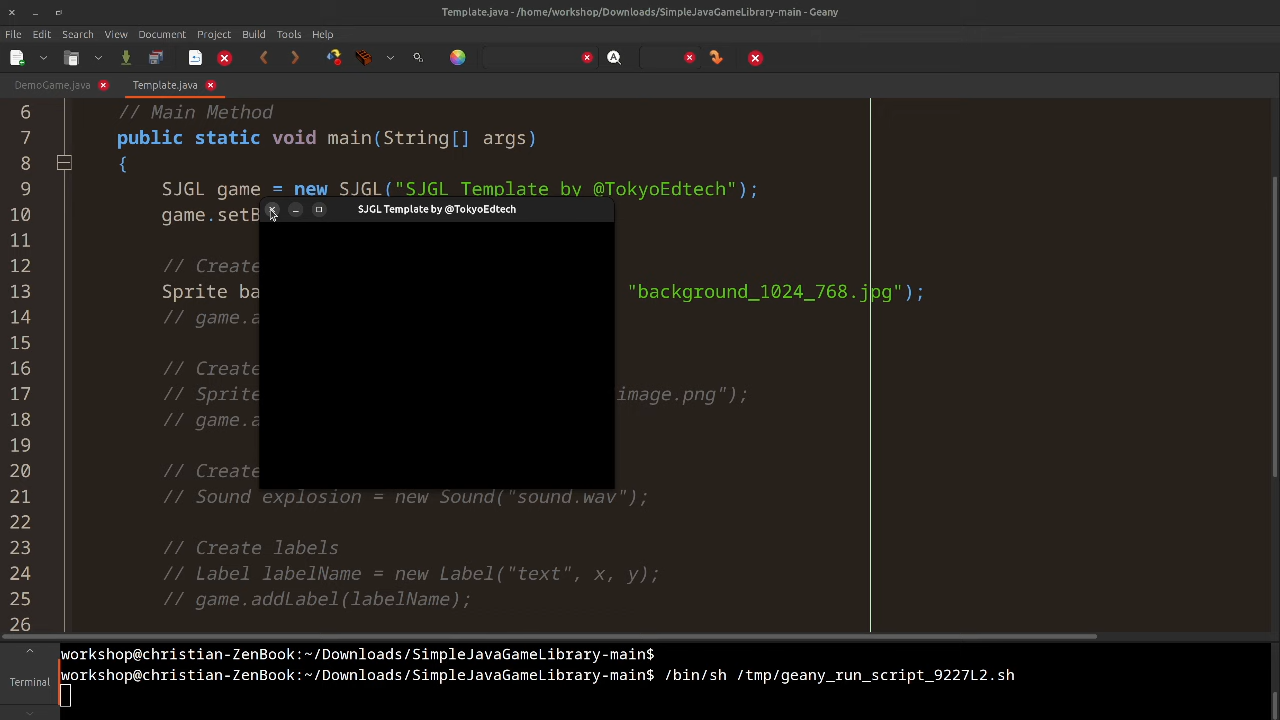 Template.java - /home/workshop/Downloads/SimpleJavaGameLibrary-main - Geany
File Edit Search View Document Project Build Tools Help
DemoGame.java Template.java
6 // Main Method
7 public static void main(String[] args)
8 {
9 SJGL game = new SJGL("SJGL Template by @TokyoEdtech");
10 game.setB
SJGL Template by @TokyoEdtech
11
12 // Create
13 Sprite ba "background_1024_768.jpg");
14 // game.a
15
16 // Create
17 // Sprite image.png");
18 // game.a
19
20 // Create
21 // Sound explosion = new Sound("sound.wav");
22
23 // Create labels
24 // Label labelName = new Label("text", x, y);
25 // game.addLabel(labelName);
26
workshop@christian-ZenBook:~/Downloads/SimpleJavaGameLibrary-main$
Terminal workshop@christian-ZenBook:~/Downloads/SimpleJavaGameLibrary-main$ /bin/sh /tmp/geany_run_script_9227L2.sh